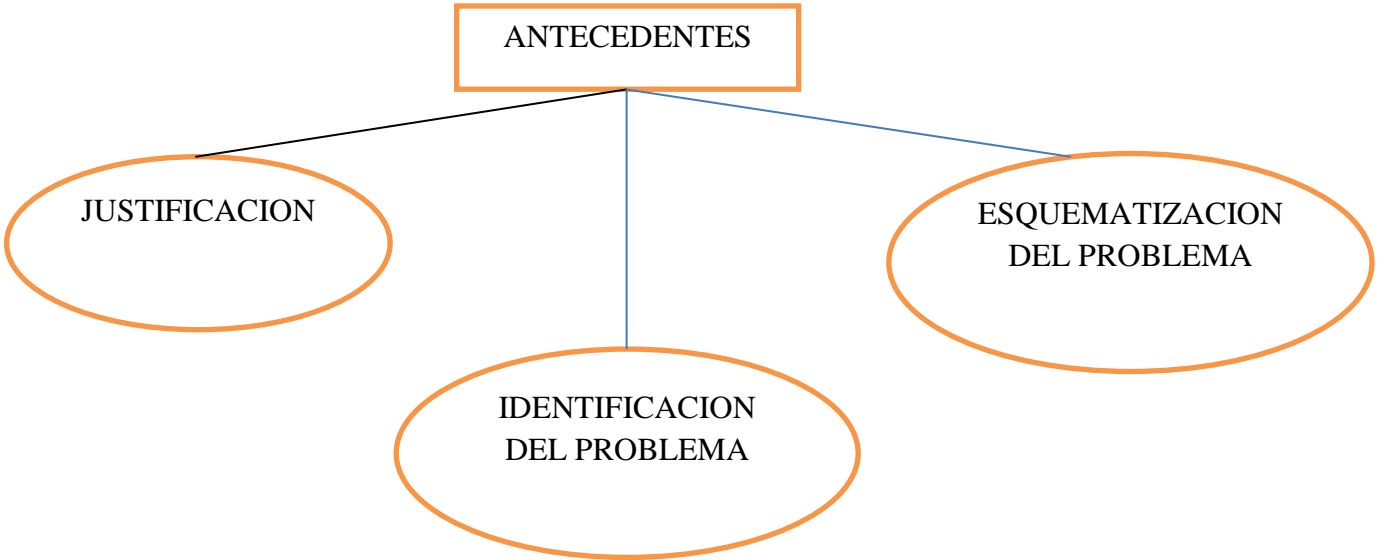 ANTECEDENTES
JUSTIFICACION
ESQUEMATIZACION
DEL PROBLEMA
IDENTIFICACION
DEL PROBLEMA